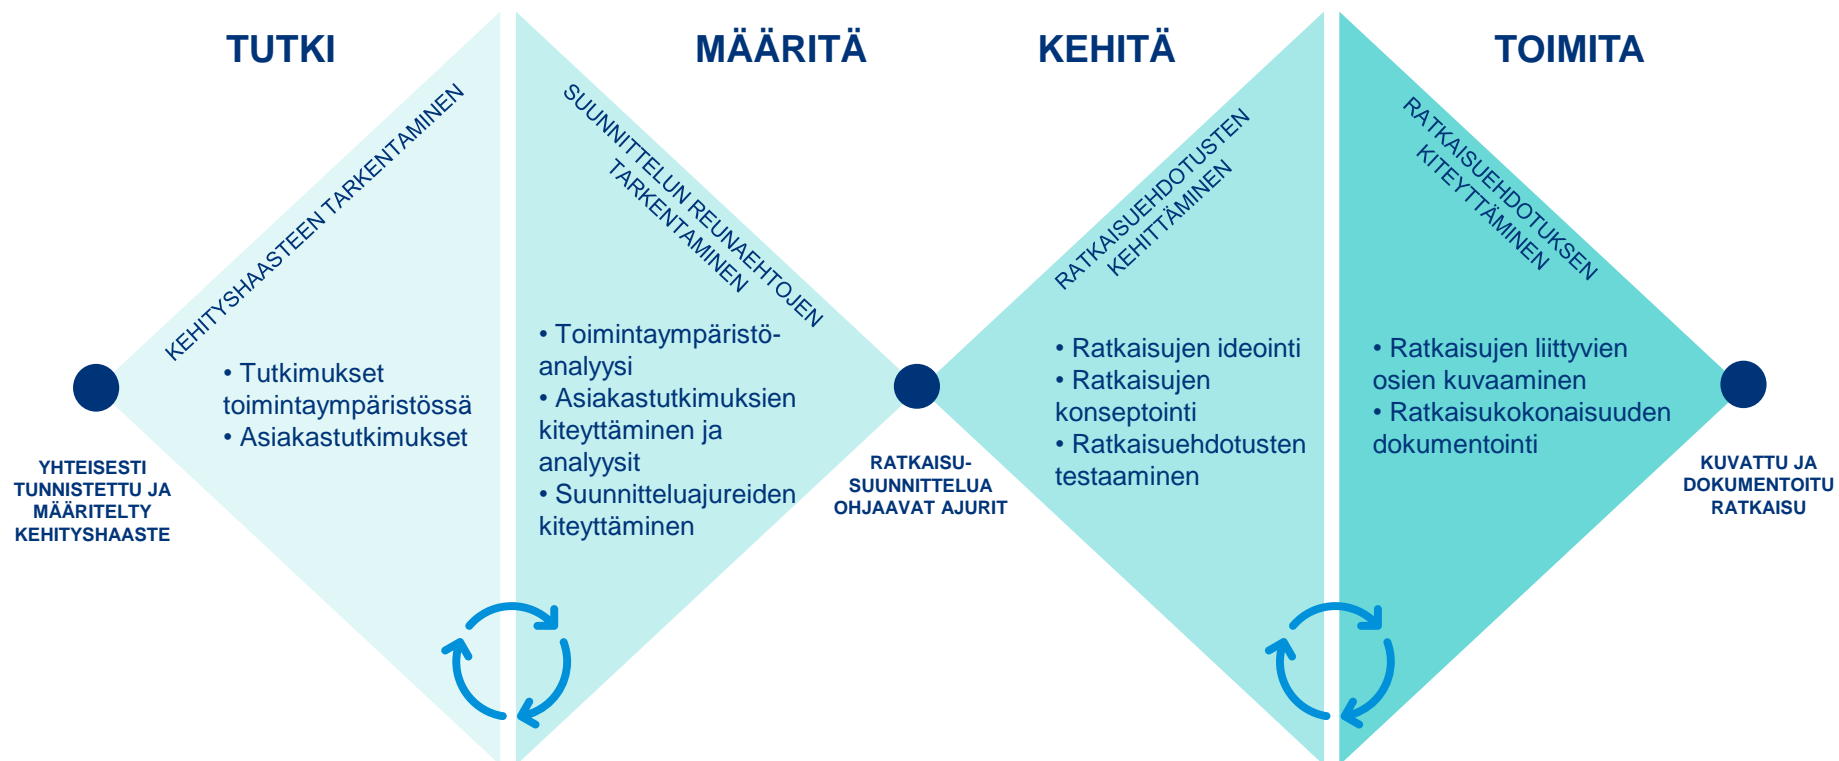 TUTKI
MÄÄRITÄ
KEHITÄ
TOIMITA
KEHITYSHAASTEEN TARKENTAMINEN
SUUNNITTELUN REUNAEHTOJEN
TARKENTAMINEN
RATKAISUEHDOTUSTEN
KEHITTÄMINEN
RATKAISUEHDOTUKSEN
KITEYTTÄMINEN
• Tutkimukset
toimintaympäristössä
• Asiakastutkimukset
• Toimintaympäristö-
analyysi
• Asiakastutkimuksien
kiteyttäminen ja
analyysit
• Suunnitteluajureiden
kiteyttäminen
• Ratkaisujen ideointi
• Ratkaisujen
konseptointi
• Ratkaisuehdotusten
testaaminen
• Ratkaisujen liittyvien
osien kuvaaminen
• Ratkaisukokonaisuuden
dokumentointi
YHTEISESTI
TUNNISTETTU JA
MÄÄRITELTY
KEHITYSHAASTE
RATKAISU-
SUUNNITTELUA
OHJAAVAT AJURIT
KUVATTU JA
DOKUMENTOITU
RATKAISU